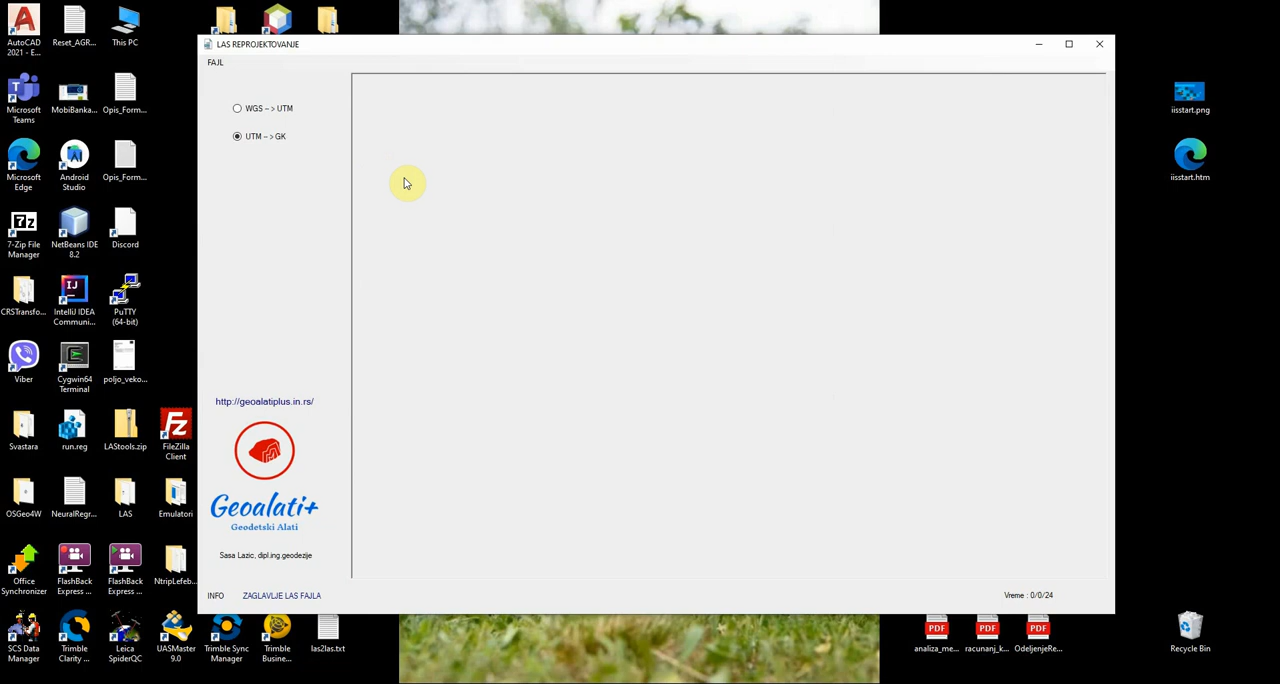 AutoCAD
2021 - E...
Reset_AGR...
This PC
LAS REPROJEKTOVANJE
FAJL
WGS -- > UTM
UTM -- > GK
Microsoft
Teams
MobiBanka...
Opis_Form...
Microsoft
Edge
Android
Studio
Opis_Form...
7-Zip File
Manager
NetBeans IDE
8.2
Discord
CRSTransfo...
IntelliJ IDEA
Communi...
PuTTY
(64-bit)
Viber
Cygwin64
Terminal
poljo_veko...
Svastara
run.reg
LAStools.zip
FileZilla
Client
OSGeo4W
NeuralRegr...
LAS
Emulatori
Office
Synchronizer
FlashBack
Express ...
FlashBack
Express ...
NtripLefeb...
SCS Data
Manager
Trimble
Clarity ...
Leica
SpiderQC
UASMaster
9.0
Trimble Sync
Manager
Trimble
Busine...
las2las.txt
http://geoalatiplus.in.rs/
Geoalati+
Geodetski Alati
Sasa Lazic, dipl.ing.geodezije
INFO
ZAGLAVLJE LAS FAJLA
Vreme : 0/0/24
iisstart.png
iisstart.htm
PDF
PDF
PDF
analiza_me...
racunanj_k...
OdeljenjeRe...
Recycle Bin